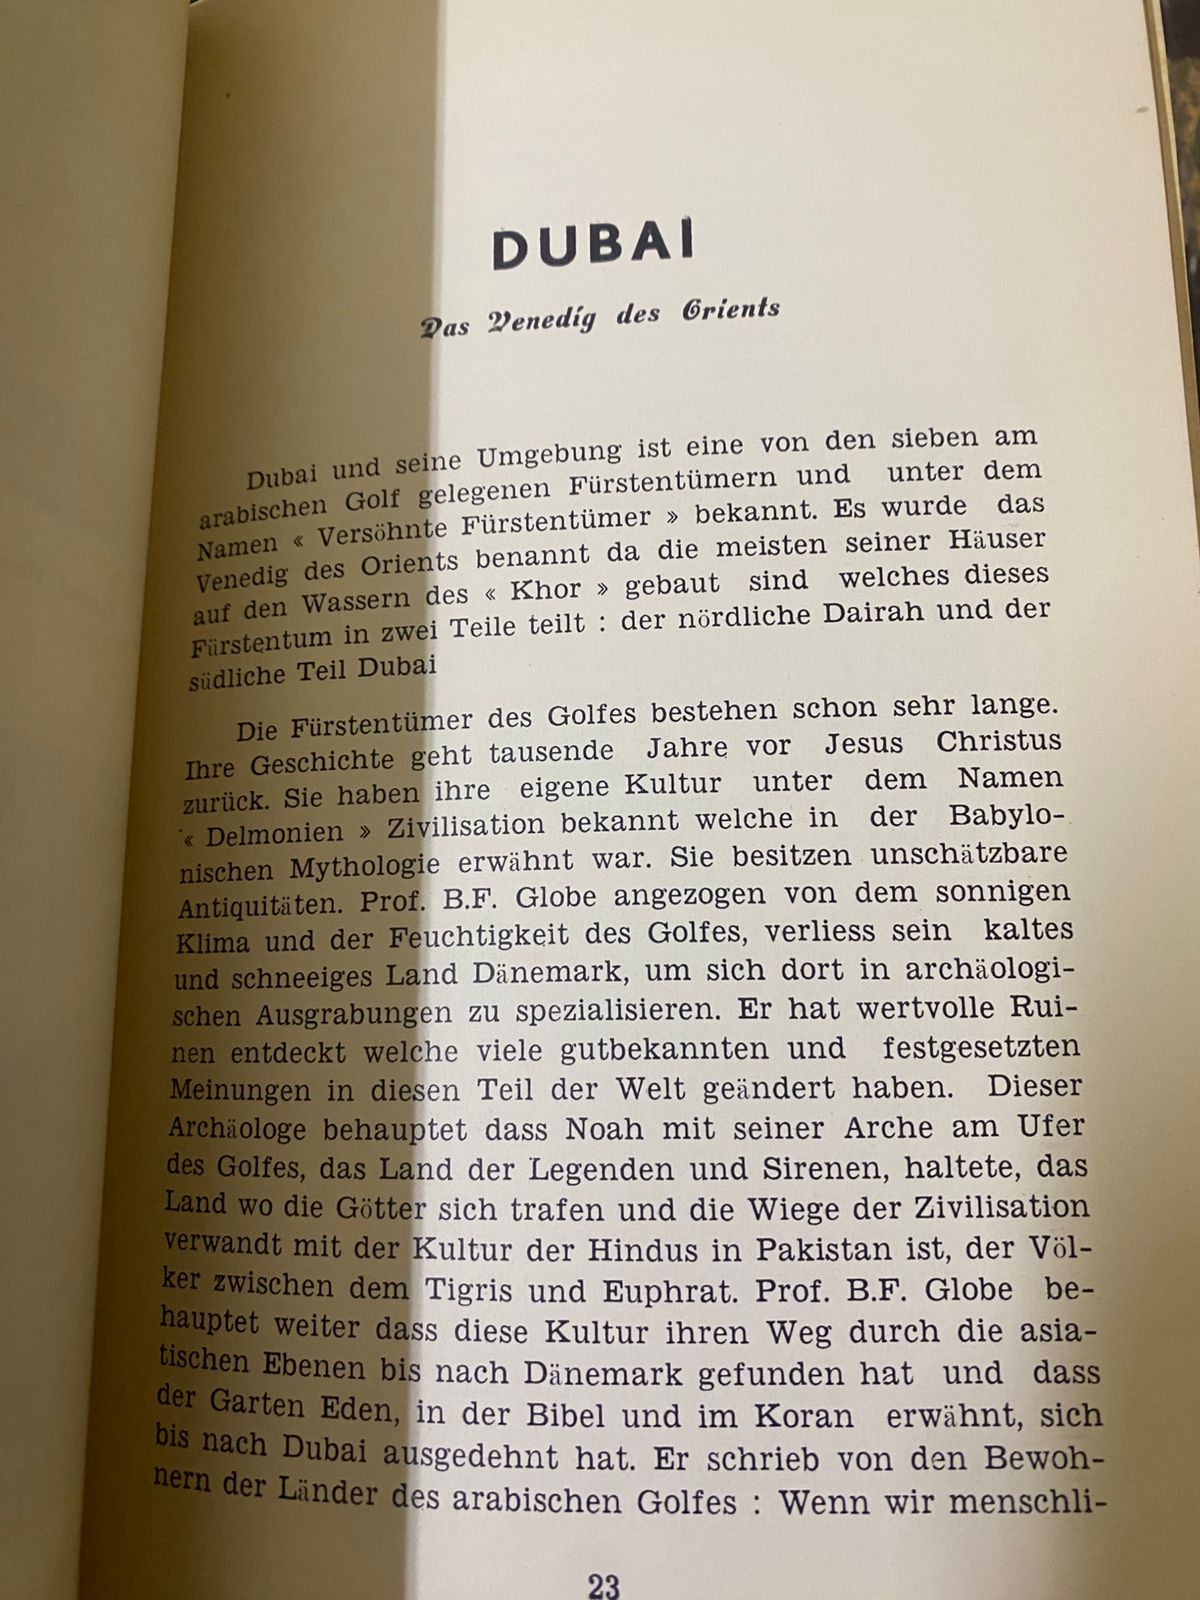 DUBAI
Das Venedig des Orients
Dubai und seine Umgebung ist eine von den sieben am
arabischen Golf gelegenen Fürstentümern und unter dem
Namen « Versöhnte Fürstentümer » bekannt. Es wurde das
Venedig des Orients benannt da die meisten seiner Häuser
auf den Wassern des « Khor » gebaut sind welches dieses
Fürstentum in zwei Teile teilt : der nördliche Dairah und der
südliche Teil Dubai
Die Fürstentümer des Golfes bestehen schon sehr lange.
Ihre Geschichte geht tausende Jahre vor Jesus Christus
zurück. Sie haben ihre eigene Kultur unter dem Namen
« Delmonien » Zivilisation bekannt welche in der Babylo-
nischen Mythologie erwähnt war. Sie besitzen unschätzbare
Antiquitäten. Prof. B.F. Globe angezogen von dem sonnigen
Klima und der Feuchtigkeit des Golfes, verliess sein kaltes
und schneeiges Land Dänemark, um sich dort in archäologi-
schen Ausgrabungen zu spezialisieren. Er hat wertvolle Rui-
nen entdeckt welche viele gutbekannten und festgesetzten
Meinungen in diesen Teil der Welt geändert haben. Dieser
Archäologe behauptet dass Noah mit seiner Arche am Ufer
des Golfes, das Land der Legenden und Sirenen, haltete, das
Land wo die Götter sich trafen und die Wiege der Zivilisation
verwandt mit der Kultur der Hindus in Pakistan ist, der Völ-
ker zwischen dem Tigris und Euphrat. Prof. B.F. Globe be-
hauptet weiter dass diese Kultur ihren Weg durch die asia-
tischen Ebenen bis nach Dänemark gefunden hat und dass
der Garten Eden, in der Bibel und im Koran erwähnt, sich
bis nach Dubai ausgedehnt hat. Er schrieb von den Bewoh-
nern der Länder des arabischen Golfes : Wenn wir menschli-
23